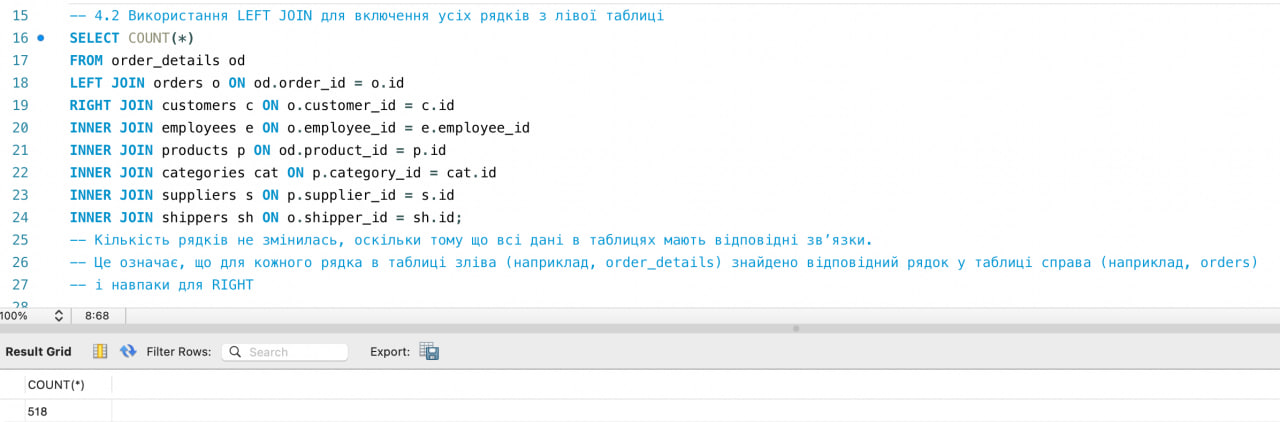 15 -- 4.2 Використання LEFT JOIN для включення усіх рядків з лівої таблиці
16 SELECT COUNT(*)
17 FROM order_details od
18 LEFT JOIN orders o ON od.order_id = o.id
19 RIGHT JOIN customers c ON o.customer_id = c.id
20 INNER JOIN employees e ON o.employee_id = e.employee_id
21 INNER JOIN products p ON od.product_id = p.id
22 INNER JOIN categories cat ON p.category_id = cat.id
23 INNER JOIN suppliers s ON p.supplier_id = s.id
24 INNER JOIN shippers sh ON o.shipper_id = sh.id;
25 -- Кількість рядків не змінилась, оскільки тому що всі дані в таблицях мають відповідні зв’язки.
26 -- Це означає, що для кожного рядка в таблиці зліва (наприклад, order_details) знайдено відповідний рядок у таблиці справа (наприклад, orders)
27 -- і навпаки для RIGHT
28
100% 8:68
Result Grid Filter Rows: Search Export:
COUNT(*)
518